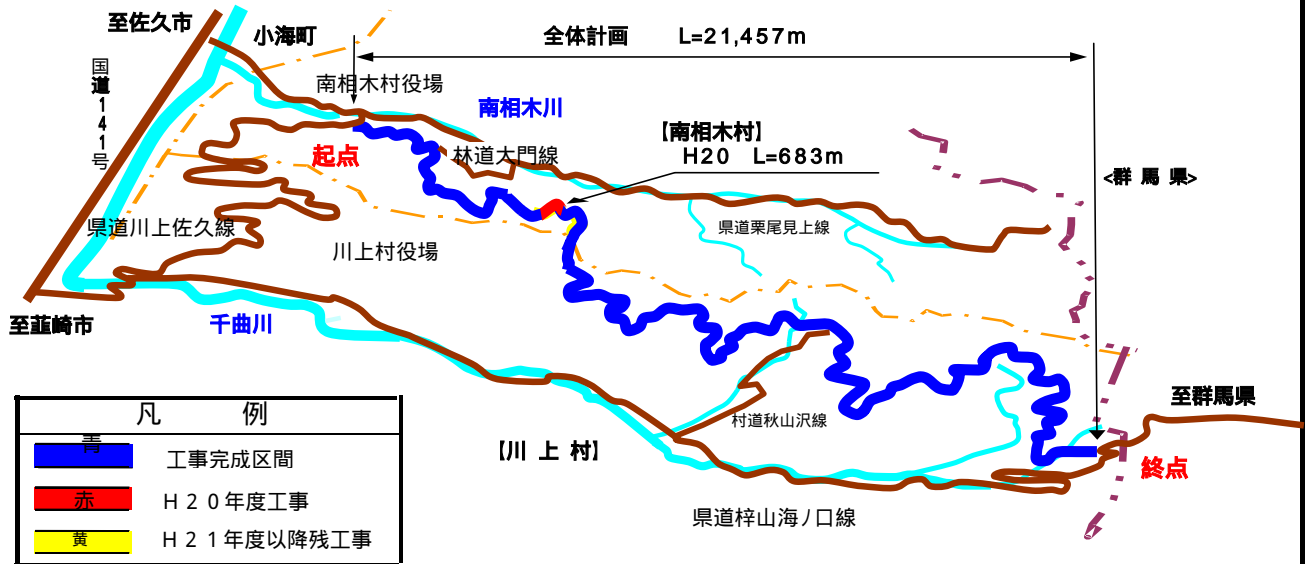 至佐久市
小海町
全体計画 L=21,457m
国道141号
南相木村役場
南相木川
【南相木村】
H20 L=683m
起点
林道大門線
<群馬県>
県道川上佐久線
川上村役場
県道栗尾見上線
至韮崎市
千曲川
至群馬県
村道秋山沢線
【川上村】
終点
県道梓山海ノ口線
凡 例
青 工事完成区間
赤 H20年度工事
黄 H21年度以降残工事